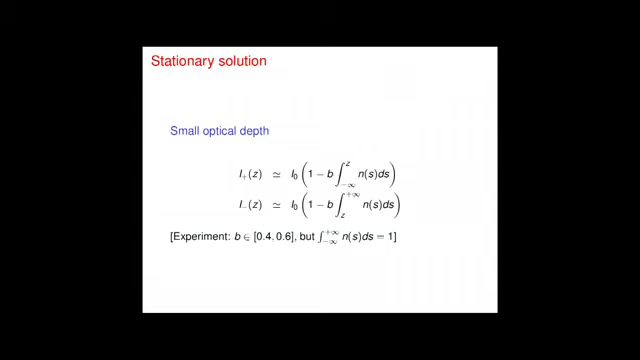 Stationary solution
Small optical depth
I₊(z) ≃ I₀ (1 − b ∫_{−∞}^{z} n(s)ds)
I₋(z) ≃ I₀ (1 − b ∫_{z}^{+∞} n(s)ds)
[Experiment: b ∈ [0.4, 0.6], but ∫_{−∞}^{+∞} n(s)ds = 1]